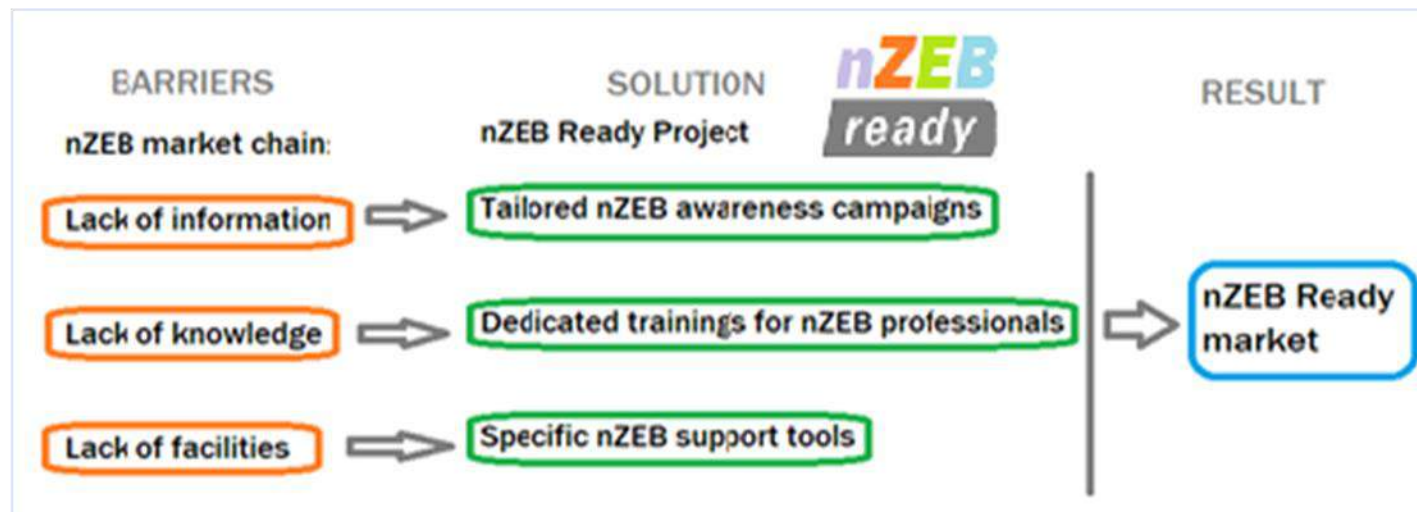 BARRIERS
SOLUTION
nZEB
ready
RESULT
nZEB market chain:
nZEB Ready Project
Lack of information
Tailored nZEB awareness campaigns
Lack of knowledge
Dedicated trainings for nZEB professionals
nZEB Ready
market
Lack of facilities
Specific nZEB support tools